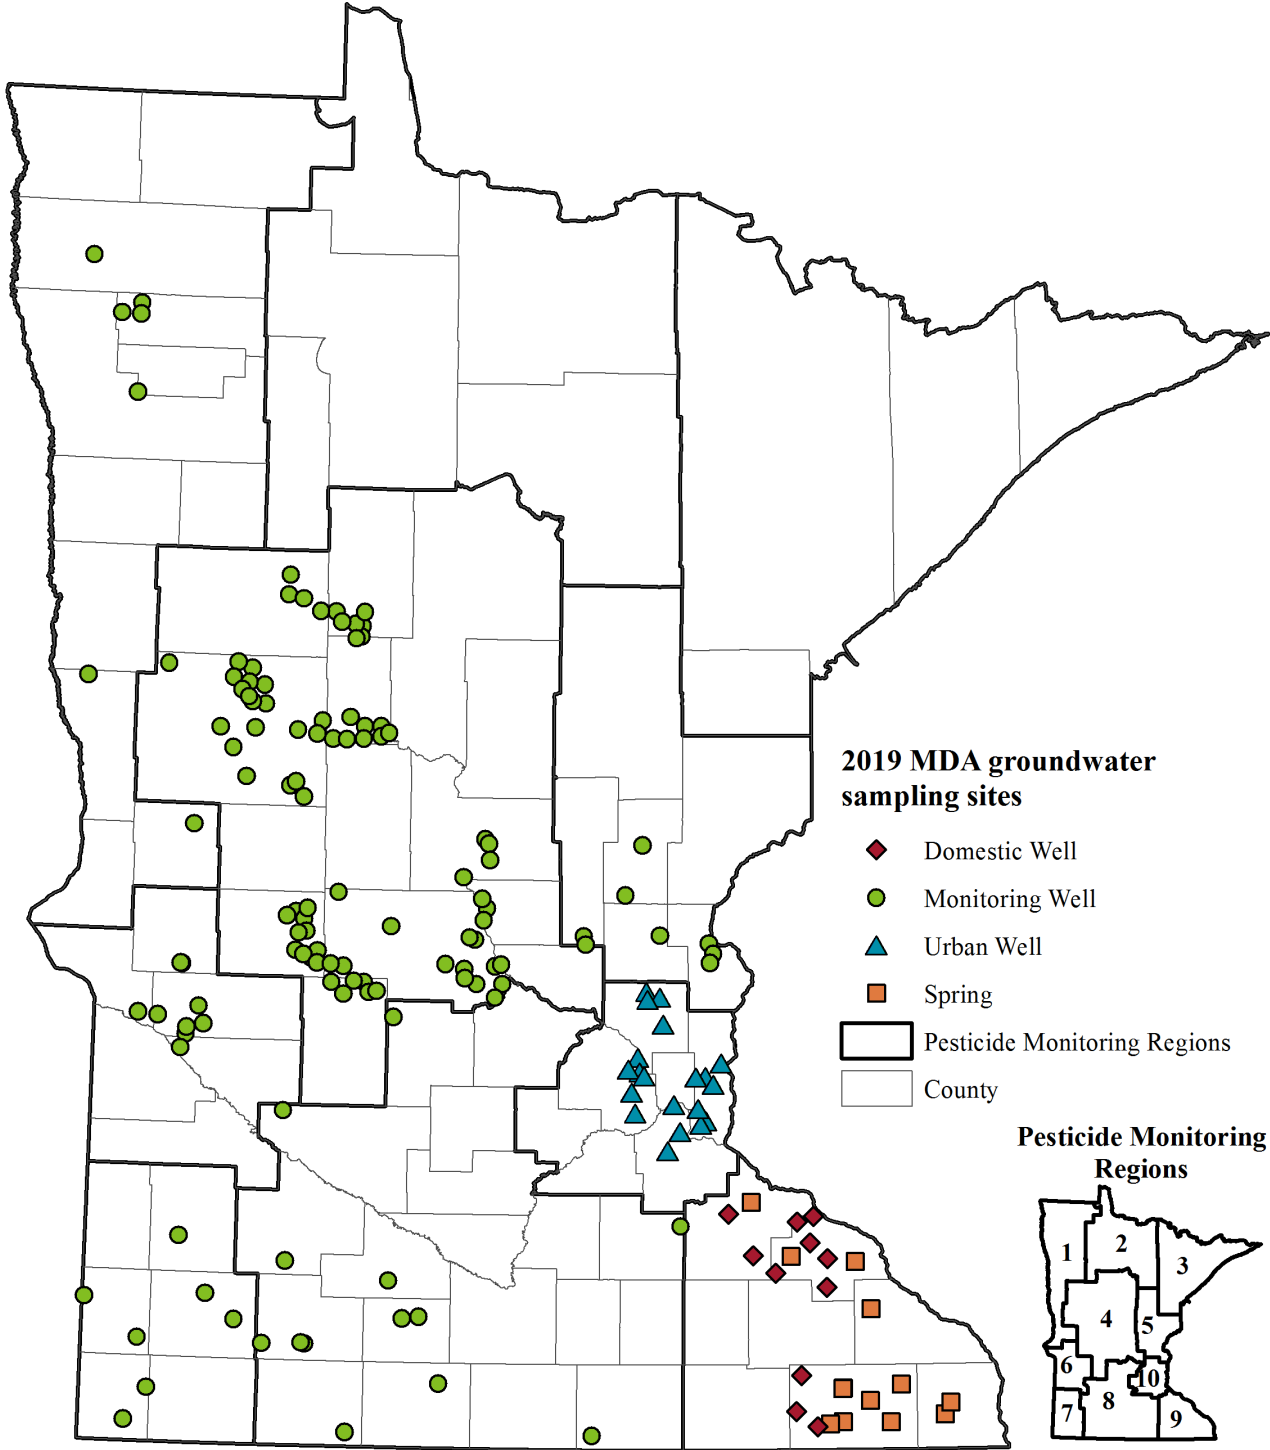 2019 MDA groundwater
sampling sites
Domestic Well
Monitoring Well
Urban Well
Spring
Pesticide Monitoring Regions
County
Pesticide Monitoring
Regions
1
2
3
4
5
6
10
7
8
9